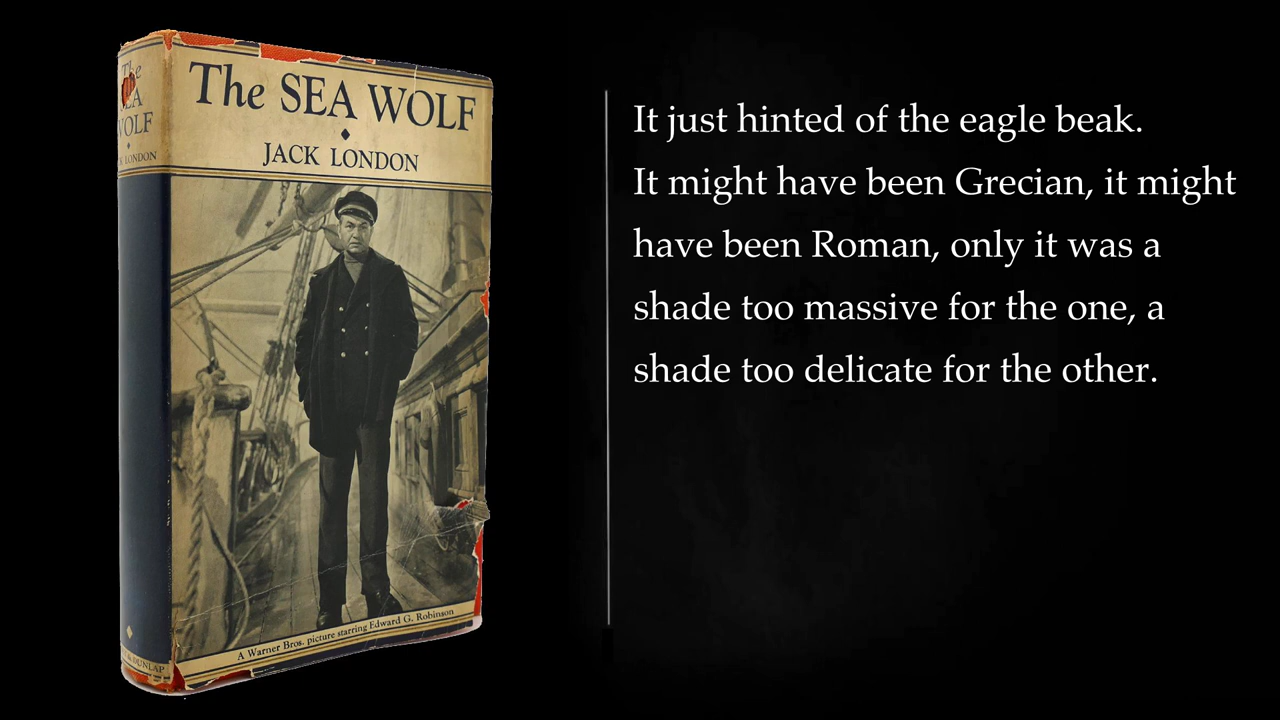 The SEA WOLF
JACK LONDON
A Warner Bros. picture starring Edward G. Robinson
The
WOLF
LONDON
DUNLAP
It just hinted of the eagle beak.
It might have been Grecian, it might
have been Roman, only it was a
shade too massive for the one, a
shade too delicate for the other.